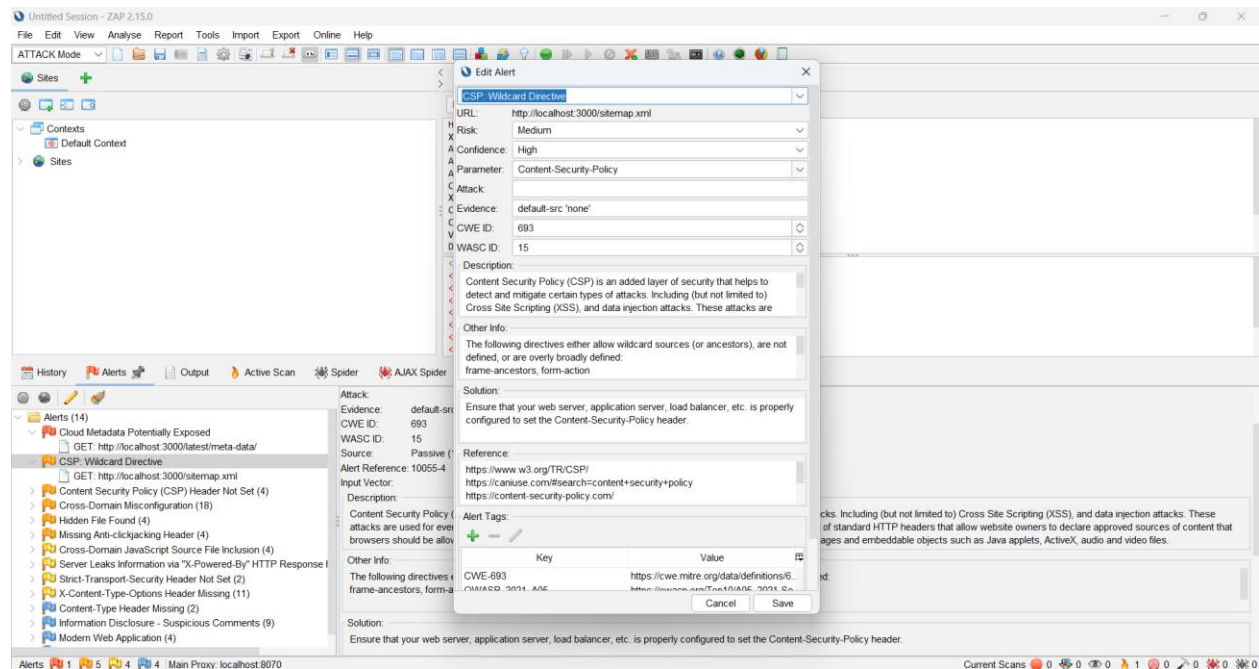 Untitled Session - ZAP 2.15.0
File Edit View Analyse Report Tools Import Export Online Help
ATTACK Mode
Sites
Contexts
Default Context
Sites
Edit Alert
CSP: Wildcard Directive
URL: http://localhost:3000/sitemap.xml
Risk: Medium
Confidence: High
Parameter: Content-Security-Policy
Attack:
Evidence: default-src 'none'
CWE ID: 693
WASC ID: 15
Description:
Content Security Policy (CSP) is an added layer of security that helps to
detect and mitigate certain types of attacks. Including (but not limited to)
Cross Site Scripting (XSS), and data injection attacks. These attacks are
Other Info:
The following directives either allow wildcard sources (or ancestors), are not
defined, or are overly broadly defined:
frame-ancestors, form-action
Solution:
Ensure that your web server, application server, load balancer, etc. is properly
configured to set the Content-Security-Policy header.
Reference:
https://www.w3.org/TR/CSP/
https://caniuse.com/#search=content+security+policy
https://content-security-policy.com/
Alert Tags:
Key Value
CWE-693 https://cwe.mitre.org/data/definitions/6..
OWASP_2021_A05 https://owasp.org/Top10/A05_2021-Se
Cancel Save
History Alerts Output Active Scan Spider AJAX Spider
Alerts (14)
Cloud Metadata Potentially Exposed
GET: http://localhost:3000/latest/meta-data/
CSP: Wildcard Directive
GET: http://localhost:3000/sitemap.xml
Content Security Policy (CSP) Header Not Set (4)
Cross-Domain Misconfiguration (18)
Hidden File Found (4)
Missing Anti-clickjacking Header (4)
Cross-Domain JavaScript Source File Inclusion (4)
Server Leaks Information via "X-Powered-By" HTTP Response
Strict-Transport-Security Header Not Set (2)
X-Content-Type-Options Header Missing (11)
Content-Type Header Missing (2)
Information Disclosure - Suspicious Comments (9)
Modern Web Application (4)
Attack:
Evidence: default-src
CWE ID: 693
WASC ID: 15
Source: Passive (
Alert Reference: 10055-4
Input Vector:
Description:
Content Security Policy ( cks. Including (but not limited to) Cross Site Scripting (XSS), and data injection attacks. These
attacks are used for ever of standard HTTP headers that allow website owners to declare approved sources of content that
browsers should be allov ages and embeddable objects such as Java applets, ActiveX, audio and video files.
Other Info:
The following directives e ed:
frame-ancestors, form-a
Solution:
Ensure that your web server, application server, load balancer, etc. is properly configured to set the Content-Security-Policy header.
Alerts 1 5 4 4 Main Proxy: localhost:8070
Current Scans 0 0 0 1 0 0 0 0